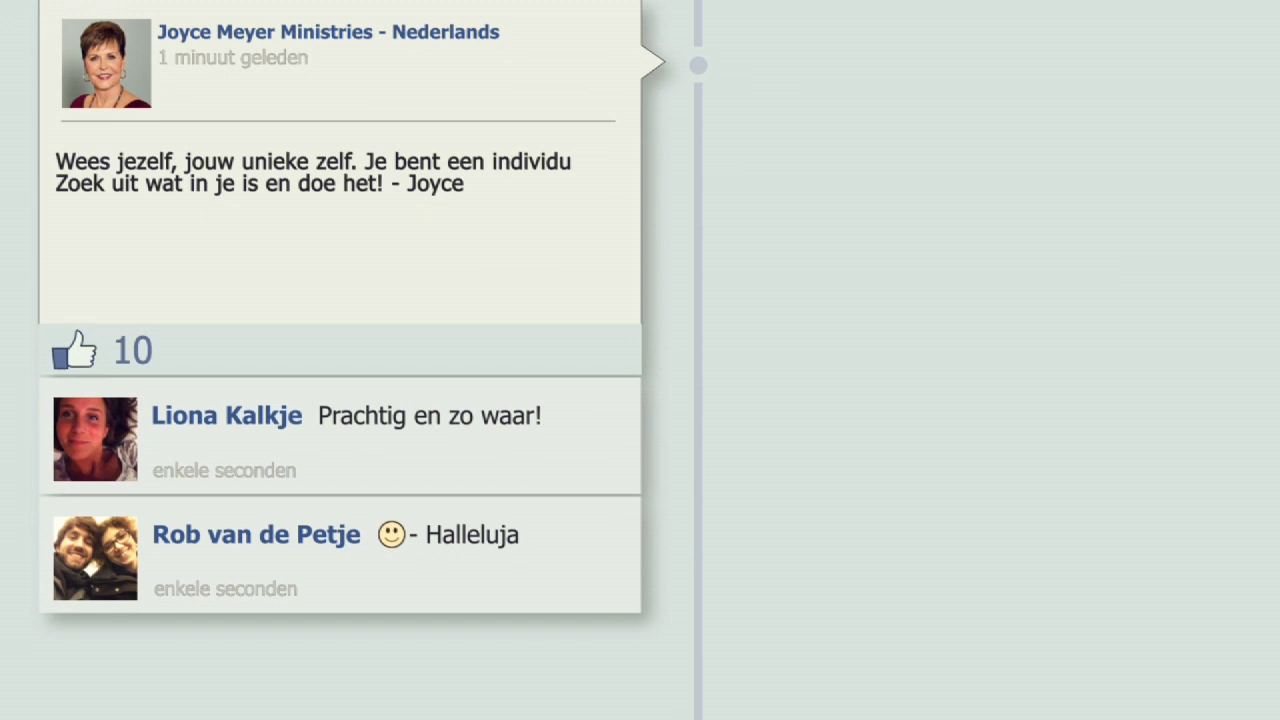 Joyce Meyer Ministries - Nederlands
1 minuut geleden
Wees jezelf, jouw unieke zelf. Je bent een individu
Zoek uit wat in je is en doe het! - Joyce
10
Liona Kalkje Prachtig en zo waar!
enkele seconden
Rob van de Petje - Halleluja
enkele seconden